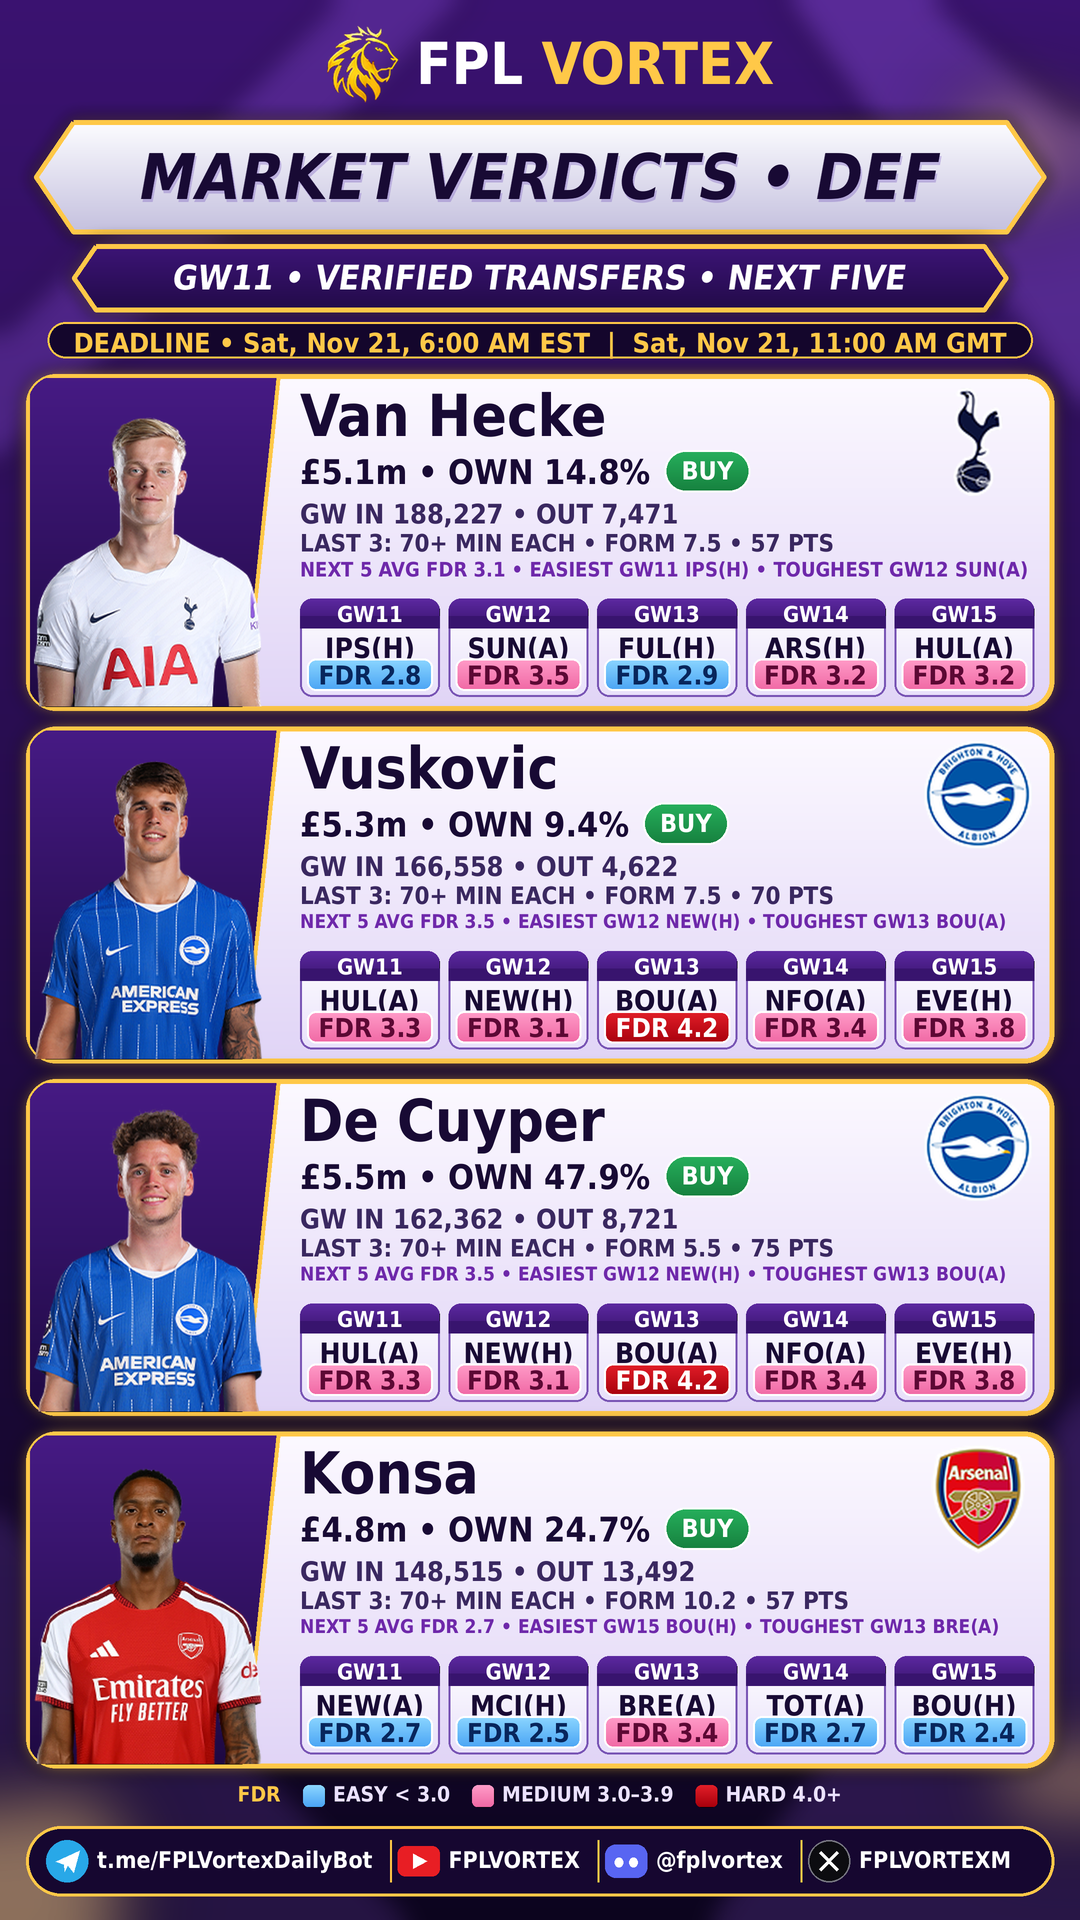 FPL VORTEX
MARKET VERDICTS • DEF
GW11 • VERIFIED TRANSFERS • NEXT FIVE
DEADLINE • Sat, Nov 21, 6:00 AM EST | Sat, Nov 21, 11:00 AM GMT
Van Hecke
£5.1m • OWN 14.8% BUY
GW IN 188,227 • OUT 7,471
LAST 3: 70+ MIN EACH • FORM 7.5 • 57 PTS
NEXT 5 AVG FDR 3.1 • EASIEST GW11 IPS(H) • TOUGHEST GW12 SUN(A)
GW11 GW12 GW13 GW14 GW15
IPS(H) SUN(A) FUL(H) ARS(H) HUL(A)
FDR 2.8 FDR 3.5 FDR 2.9 FDR 3.2 FDR 3.2
AIA
Vuskovic
£5.3m • OWN 9.4% BUY
GW IN 166,558 • OUT 4,622
LAST 3: 70+ MIN EACH • FORM 7.5 • 70 PTS
NEXT 5 AVG FDR 3.5 • EASIEST GW12 NEW(H) • TOUGHEST GW13 BOU(A)
GW11 GW12 GW13 GW14 GW15
HUL(A) NEW(H) BOU(A) NFO(A) EVE(H)
FDR 3.3 FDR 3.1 FDR 4.2 FDR 3.4 FDR 3.8
BRIGHTON & HOVE
ALBION
AMERICAN
EXPRESS
De Cuyper
£5.5m • OWN 47.9% BUY
GW IN 162,362 • OUT 8,721
LAST 3: 70+ MIN EACH • FORM 5.5 • 75 PTS
NEXT 5 AVG FDR 3.5 • EASIEST GW12 NEW(H) • TOUGHEST GW13 BOU(A)
GW11 GW12 GW13 GW14 GW15
HUL(A) NEW(H) BOU(A) NFO(A) EVE(H)
FDR 3.3 FDR 3.1 FDR 4.2 FDR 3.4 FDR 3.8
BRIGHTON & HOVE
ALBION
AMERICAN
EXPRESS
Konsa
£4.8m • OWN 24.7% BUY
GW IN 148,515 • OUT 13,492
LAST 3: 70+ MIN EACH • FORM 10.2 • 57 PTS
NEXT 5 AVG FDR 2.7 • EASIEST GW15 BOU(H) • TOUGHEST GW13 BRE(A)
GW11 GW12 GW13 GW14 GW15
NEW(A) MCI(H) BRE(A) TOT(A) BOU(H)
FDR 2.7 FDR 2.5 FDR 3.4 FDR 2.7 FDR 2.4
Arsenal
Emirates
FLY BETTER
FDR EASY < 3.0 MEDIUM 3.0–3.9 HARD 4.0+
t.me/FPLVortexDailyBot | FPLVORTEX | @fplvortex | FPLVORTEXM